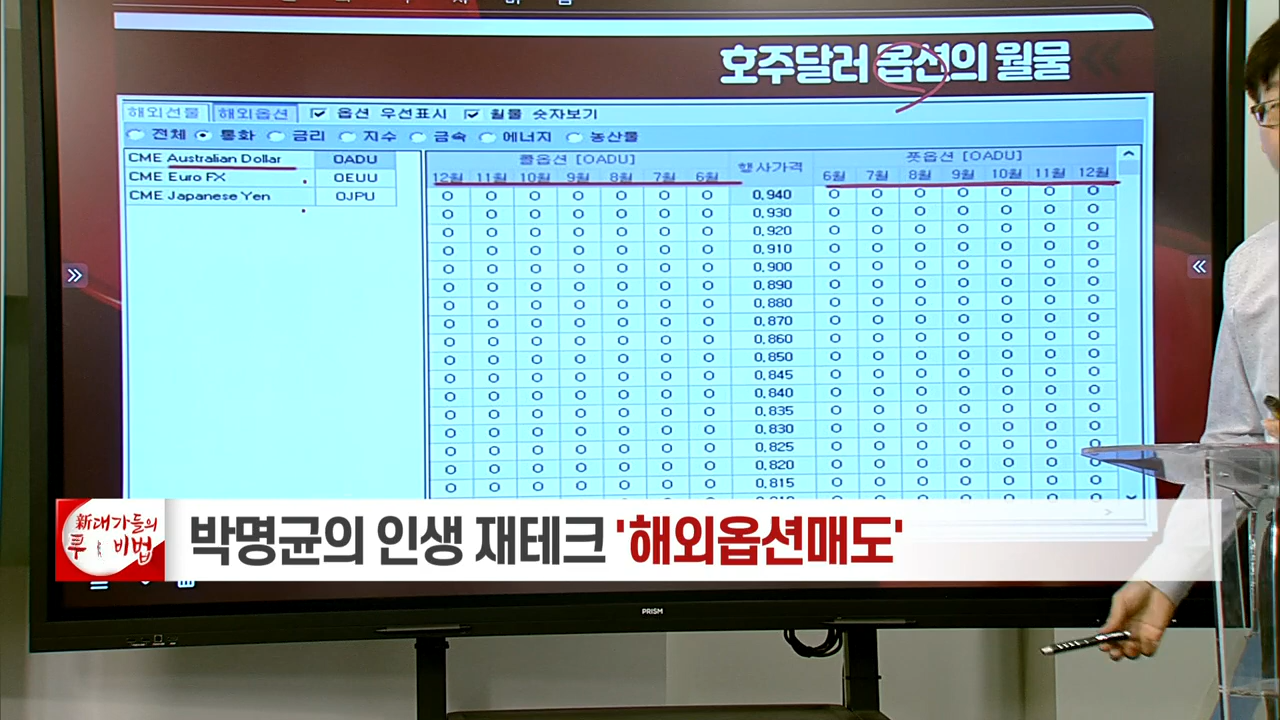 호주달러 옵션의 월물
해외선물 해외옵션 옵션 우선표시 월물 숫자보기
전체 통화 금리 지수 금속 에너지 농산물
CME Australian Dollar OADU
CME Euro FX OEUU
CME Japanese Yen OJPU
콜옵션 [OADU] 행사가격 풋옵션 [OADU]
12월 11월 10월 9월 8월 7월 6월 6월 7월 8월 9월 10월 11월 12월
O O O O O O O 0,940 O O O O O O O
O O O O O O O 0,930 O O O O O O O
O O O O O O O 0,920 O O O O O O O
O O O O O O O 0,910 O O O O O O O
O O O O O O O 0,900 O O O O O O O
O O O O O O O 0,890 O O O O O O O
O O O O O O O 0,880 O O O O O O O
O O O O O O O 0,870 O O O O O O O
O O O O O O O 0,860 O O O O O O O
O O O O O O O 0,850 O O O O O O O
O O O O O O O 0,845 O O O O O O O
O O O O O O O 0,840 O O O O O O O
O O O O O O O 0,835 O O O O O O O
O O O O O O O 0,830 O O O O O O O
O O O O O O O 0,825 O O O O O O O
O O O O O O O 0,820 O O O O O O O
O O O O O O O 0,815 O O O O O O O
新대가들의
투 비법
박명균의 인생 재테크 '해외옵션매도'
PRISM